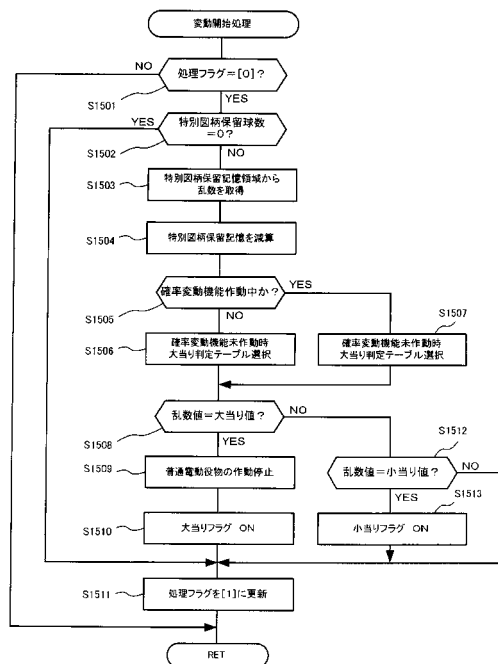 変動開始処理
NO
処理フラグ=[0]?
S1501
YES
YES
特別図柄保留球数
=0?
S1502
NO
S1503
特別図柄保留記憶領域から
乱数を取得
S1504
特別図柄保留記憶を減算
確率変動機能作動中か?
YES
S1505
NO
S1507
S1506
確率変動機能未作動時
大当り判定テーブル選択
確率変動機能未作動時
大当り判定テーブル選択
乱数値=大当り値?
NO
S1508
YES
S1512
S1509
普通電動役物の作動停止
乱数値=小当り値?
NO
YES
S1513
S1510
大当りフラグ ON
小当りフラグ ON
S1511
処理フラグを[1]に更新
RET